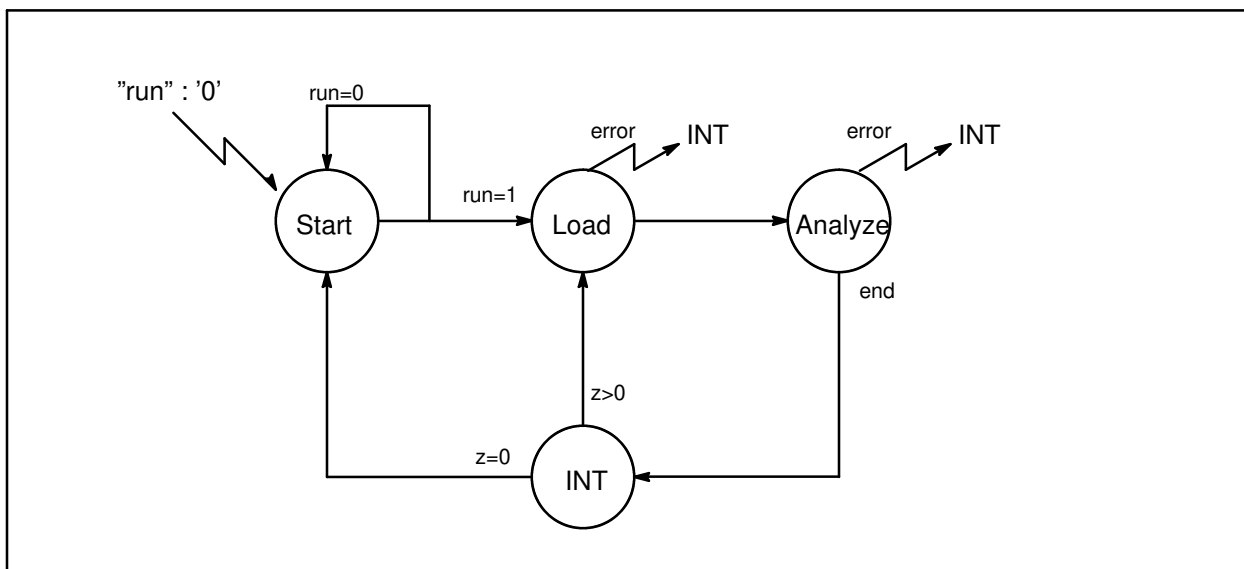 ”run” : ’0’
run=0
error
INT
error
INT
run=1
Start
Load
Analyze
end
z>0
z=0
INT